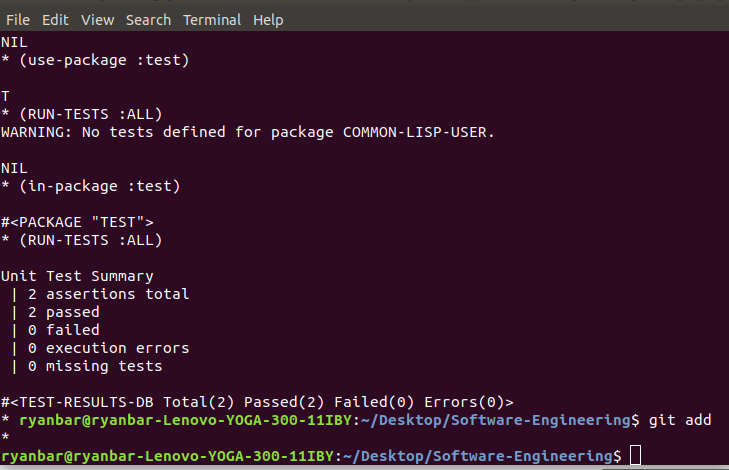 File Edit View Search Terminal Help
NIL
* (use-package :test)
T
* (RUN-TESTS :ALL)
WARNING: No tests defined for package COMMON-LISP-USER.
NIL
* (in-package :test)
#<PACKAGE "TEST">
* (RUN-TESTS :ALL)
Unit Test Summary
 | 2 assertions total
 | 2 passed
 | 0 failed
 | 0 execution errors
 | 0 missing tests
#<TEST-RESULTS-DB Total(2) Passed(2) Failed(0) Errors(0)>
* ryanbar@ryanbar-Lenovo-YOGA-300-11IBY:~/Desktop/Software-Engineering$ git add
*
ryanbar@ryanbar-Lenovo-YOGA-300-11IBY:~/Desktop/Software-Engineering$